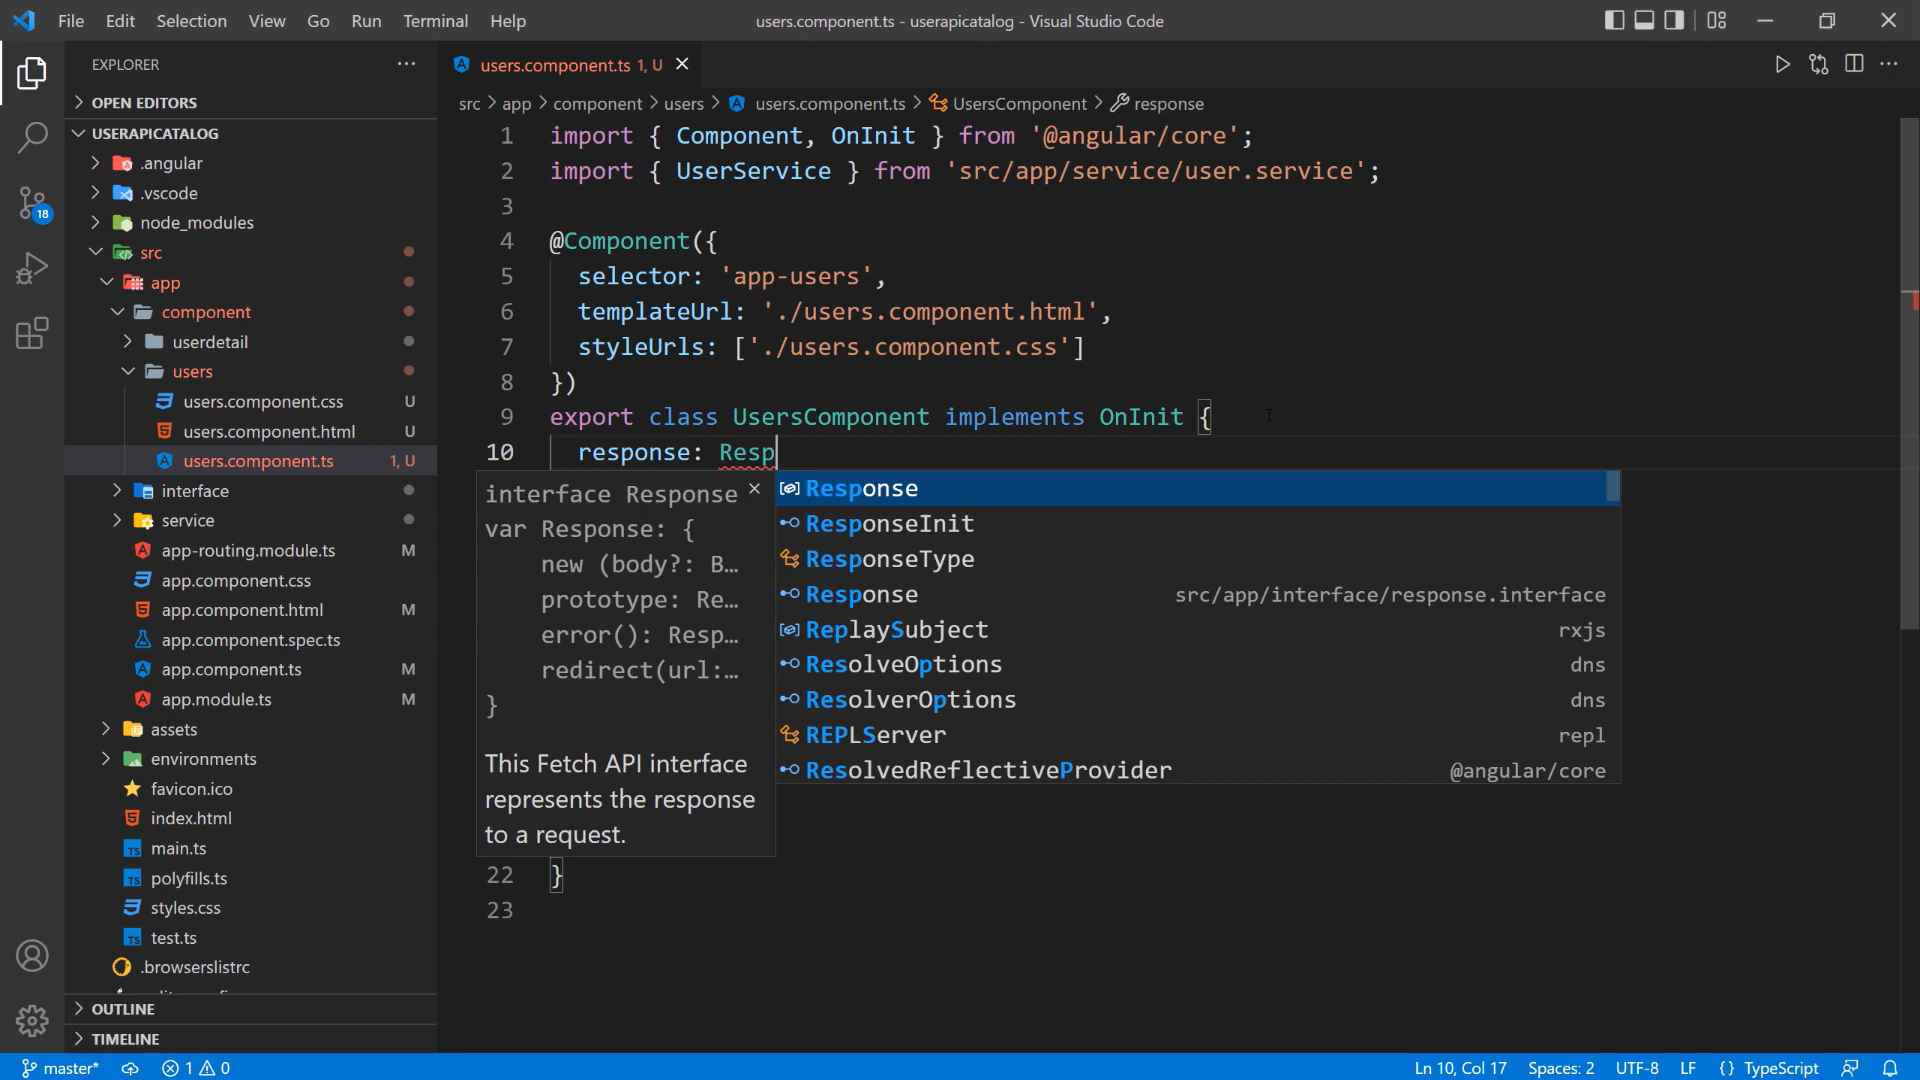 File Edit Selection View Go Run Terminal Help
users.component.ts - userapicatalog - Visual Studio Code
EXPLORER
OPEN EDITORS
USERAPICATALOG
.angular
.vscode
node_modules
src
app
component
userdetail
users
users.component.css U
users.component.html U
users.component.ts 1, U
interface
service
app-routing.module.ts M
app.component.css
app.component.html M
app.component.spec.ts
app.component.ts M
app.module.ts M
assets
environments
favicon.ico
index.html
main.ts
polyfills.ts
styles.css
test.ts
.browserslistrc
OUTLINE
TIMELINE
18
users.component.ts 1, U
src > app > component > users > users.component.ts > UsersComponent > response
1 import { Component, OnInit } from '@angular/core';
2 import { UserService } from 'src/app/service/user.service';
3
4 @Component({
5 selector: 'app-users',
6 templateUrl: './users.component.html',
7 styleUrls: ['./users.component.css']
8 })
9 export class UsersComponent implements OnInit {
10 response: Resp
interface Response
var Response: {
new (body?: B…
prototype: Re…
error(): Resp…
redirect(url:…
}
This Fetch API interface
represents the response
to a request.
Response
ResponseInit
ResponseType
Response src/app/interface/response.interface
ReplaySubject rxjs
ResolveOptions dns
ResolverOptions dns
REPLServer repl
ResolvedReflectiveProvider @angular/core
22 }
23
master* 1 0
Ln 10, Col 17 Spaces: 2 UTF-8 LF {} TypeScript